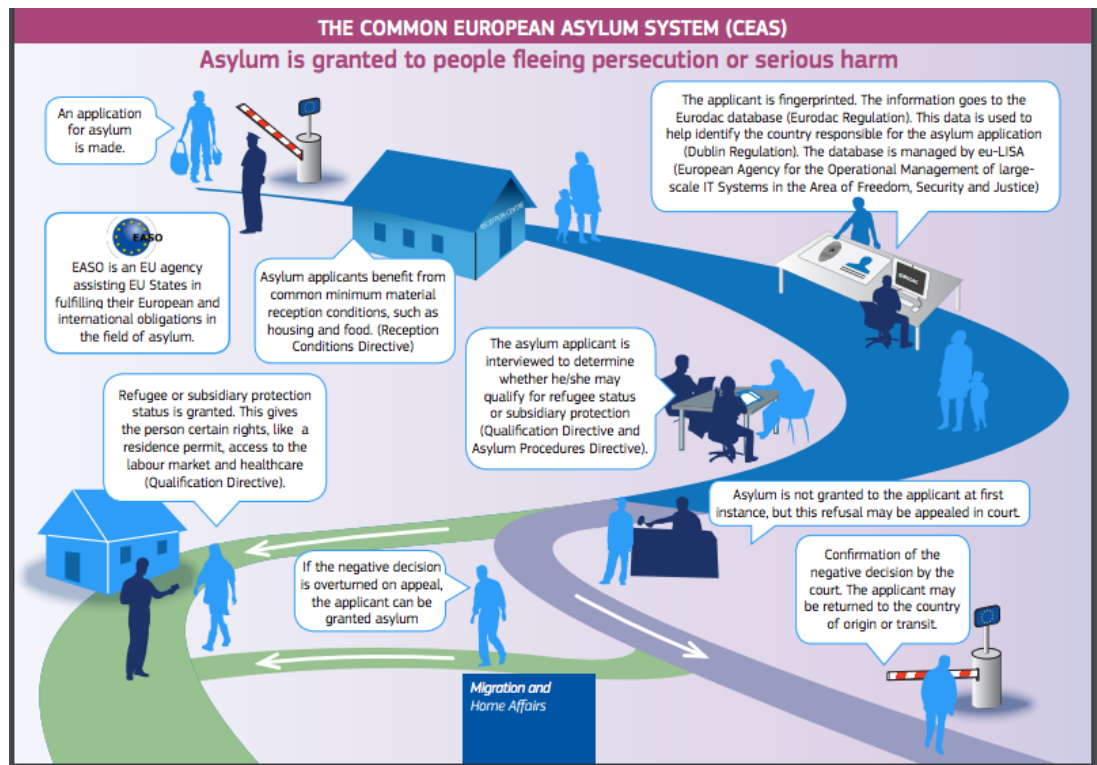 THE COMMON EUROPEAN ASYLUM SYSTEM (CEAS)
Asylum is granted to people fleeing persecution or serious harm
An application
for asylum
is made.
The applicant is fingerprinted. The information goes to the
Eurodac database (Eurodac Regulation). This data is used to
help identify the country responsible for the asylum application
(Dublin Regulation). The database is managed by eu-LISA
(European Agency for the Operational Management of large-
scale IT Systems in the Area of Freedom, Security and Justice)
RECEPTION CENTRE
EASO
EASO is an EU agency
assisting EU States in
fulfilling their European and
international obligations in
the field of asylum.
Asylum applicants benefit from
common minimum material
reception conditions, such as
housing and food. (Reception
Conditions Directive)
EURODAC
The asylum applicant is
interviewed to determine
whether he/she may
qualify for refugee status
or subsidiary protection
(Qualification Directive and
Asylum Procedures Directive).
Refugee or subsidiary protection
status is granted. This gives
the person certain rights, like a
residence permit, access to the
labour market and healthcare
(Qualification Directive).
Asylum is not granted to the applicant at first
instance, but this refusal may be appealed in court.
If the negative decision
is overturned on appeal,
the applicant can be
granted asylum
Confirmation of the
negative decision by the
court. The applicant may
be returned to the country
of origin or transit.
Migration and
Home Affairs